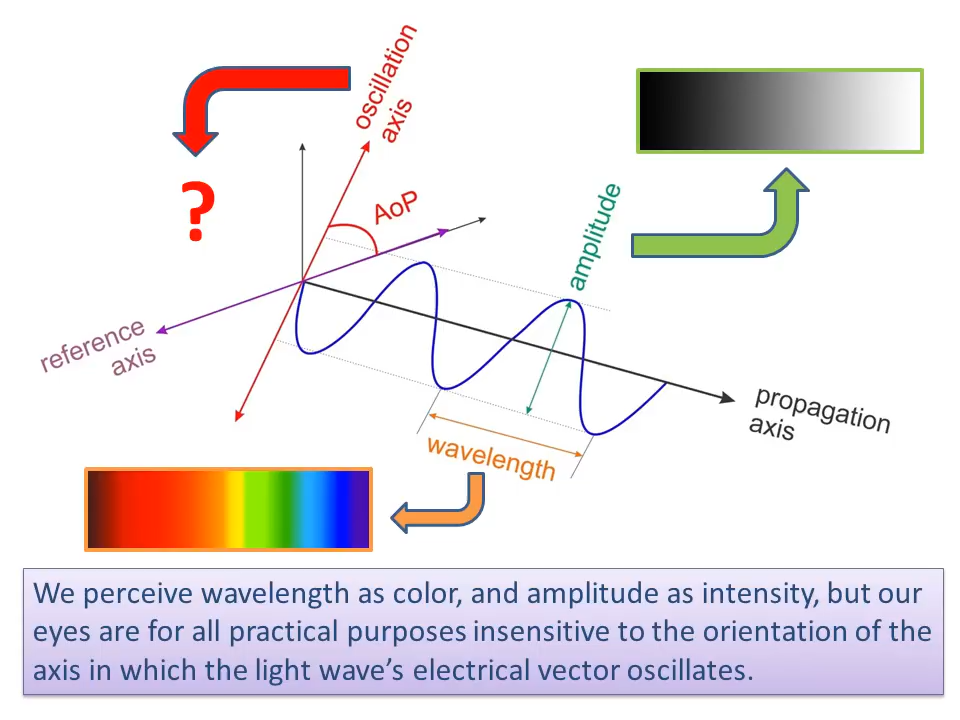 oscillation
axis
?
AoP
amplitude
reference
axis
propagation
axis
wavelength
We perceive wavelength as color, and amplitude as intensity, but our
eyes are for all practical purposes insensitive to the orientation of the
axis in which the light wave’s electrical vector oscillates.